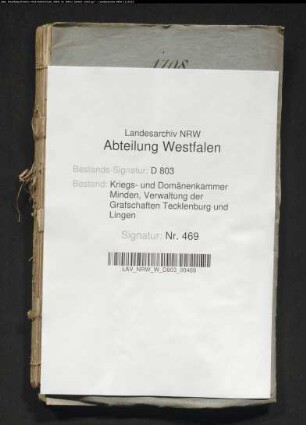 Landesarchiv NRW
Abteilung Westfalen
Bestands-Signatur: D 803
Bestand: Kriegs- und Domänenkammer
Minden, Verwaltung der
Grafschaften Tecklenburg und
Lingen
Signatur: Nr. 469
LAV_NRW_W_D803_00469